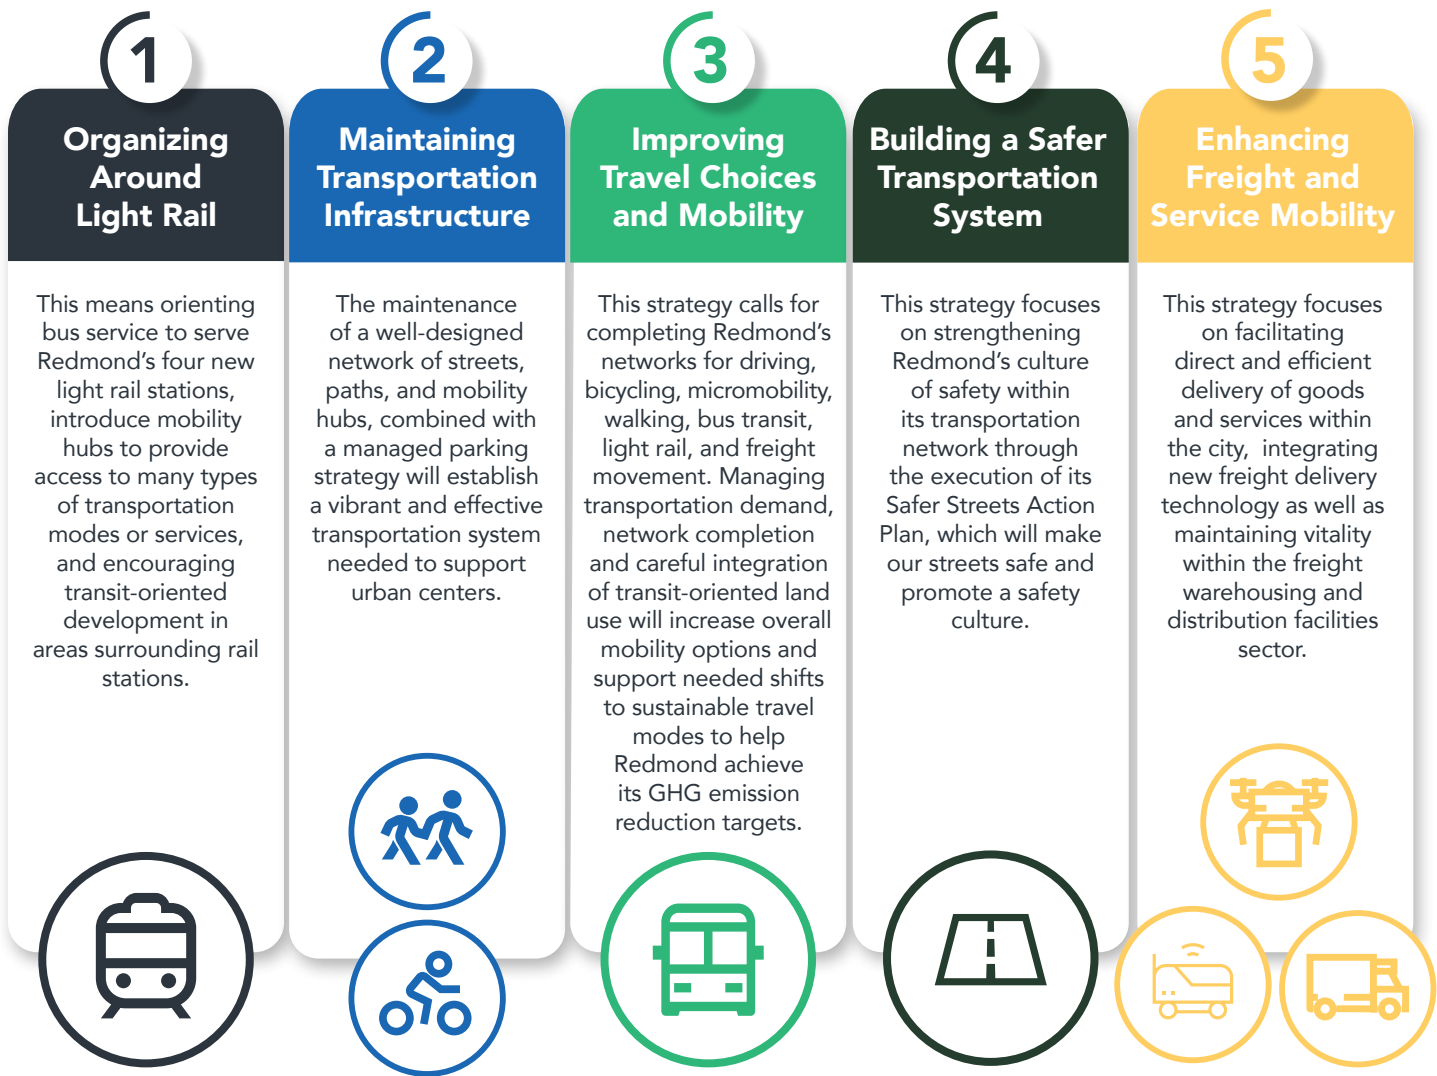 1
Organizing
Around
Light Rail
This means orienting
bus service to serve
Redmond’s four new
light rail stations,
introduce mobility
hubs to provide
access to many types
of transportation
modes or services,
and encouraging
transit-oriented
development in
areas surrounding rail
stations.
2
Maintaining
Transportation
Infrastructure
The maintenance
of a well-designed
network of streets,
paths, and mobility
hubs, combined with
a managed parking
strategy will establish
a vibrant and effective
transportation system
needed to support
urban centers.
3
Improving
Travel Choices
and Mobility
This strategy calls for
completing Redmond’s
networks for driving,
bicycling, micromobility,
walking, bus transit,
light rail, and freight
movement. Managing
transportation demand,
network completion
and careful integration
of transit-oriented land
use will increase overall
mobility options and
support needed shifts
to sustainable travel
modes to help
Redmond achieve
its GHG emission
reduction targets.
4
Building a Safer
Transportation
System
This strategy focuses
on strengthening
Redmond’s culture
of safety within
its transportation
network through
the execution of its
Safer Streets Action
Plan, which will make
our streets safe and
promote a safety
culture.
5
Enhancing
Freight and
Service Mobility
This strategy focuses
on facilitating
direct and efficient
delivery of goods
and services within
the city, integrating
new freight delivery
technology as well as
maintaining vitality
within the freight
warehousing and
distribution facilities
sector.